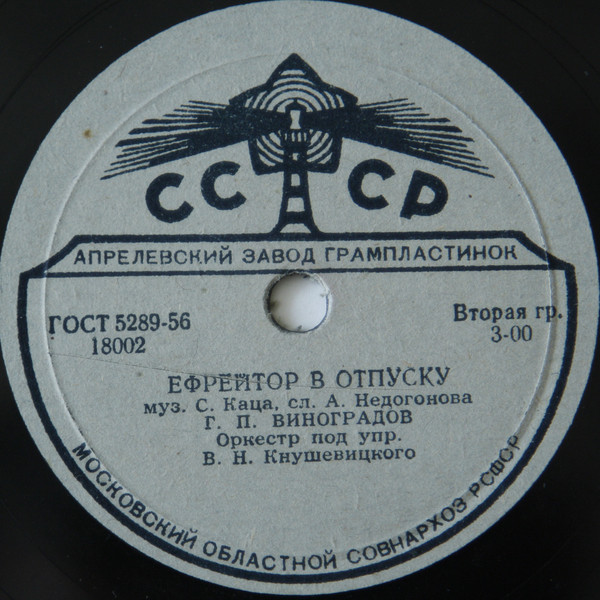 СССР
АПРЕЛЕВСКИЙ ЗАВОД ГРАМПЛАСТИНОК
ГОСТ 5289-56
18002
Вторая гр.
3-00
ЕФРЕЙТОР В ОТПУСКУ
муз. С. Каца, сл. А. Недогонова
Г. П. ВИНОГРАДОВ
Оркестр под упр.
В. Н. Кнушевицкого
МОСКОВСКИЙ ОБЛАСТНОЙ СОВНАРХОЗ РСФСР